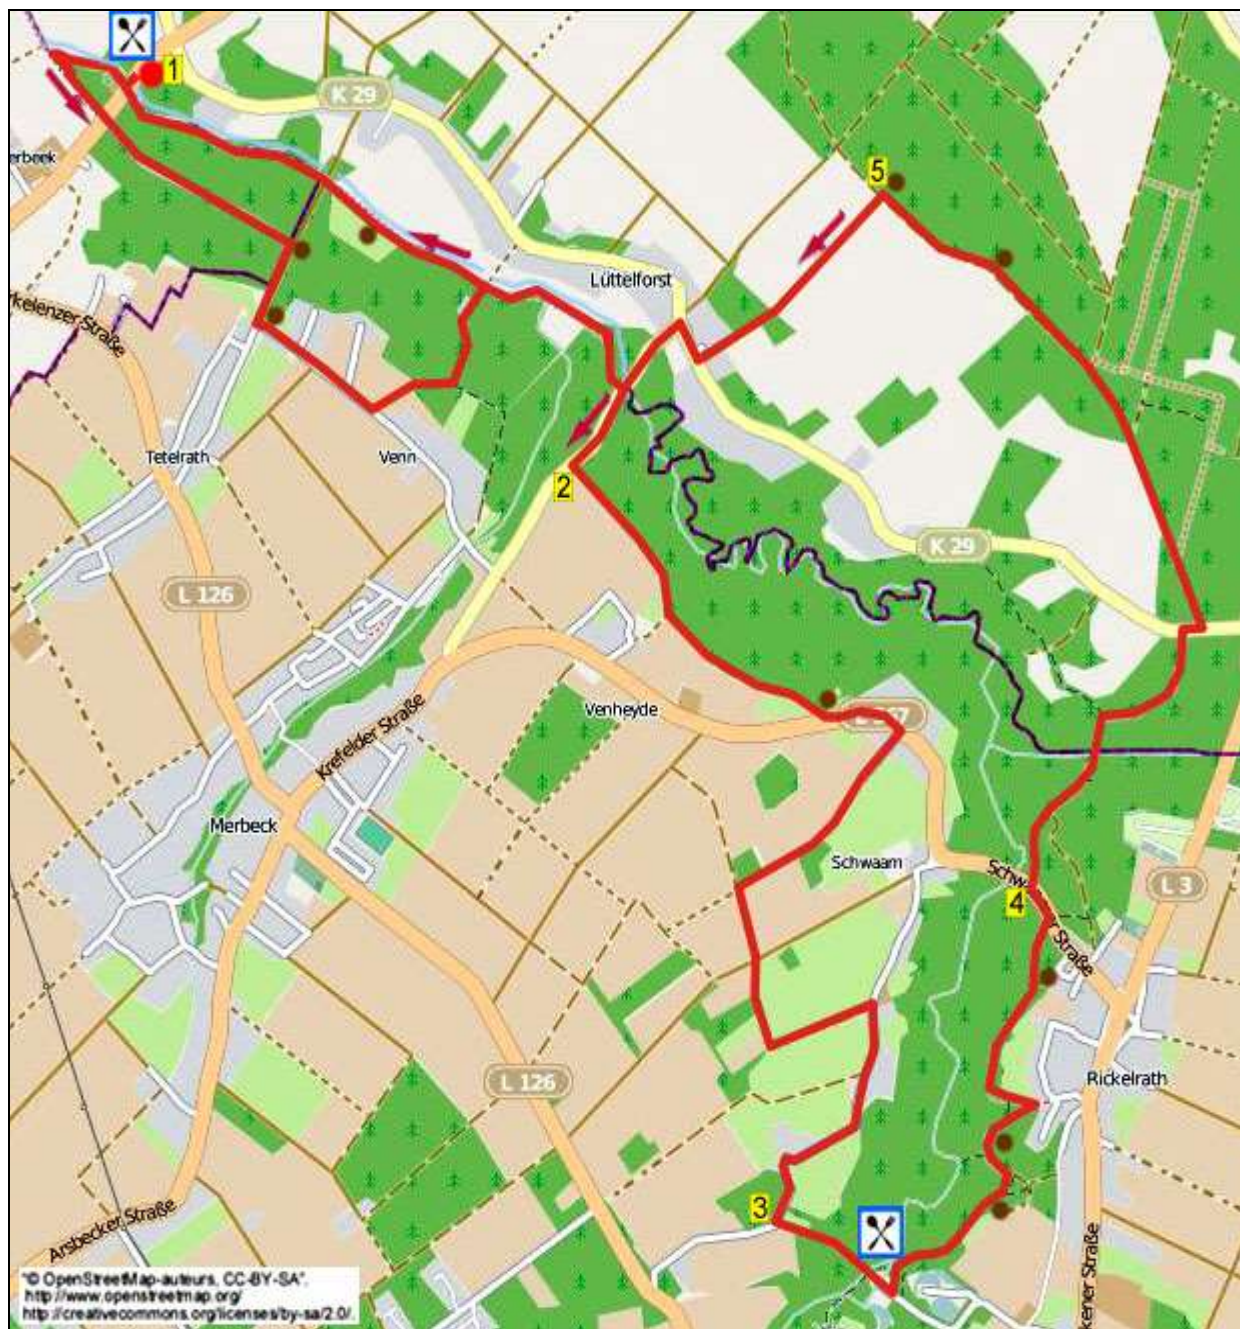 1
K 29
erbeek
5
Lüttelforst
rkelenzer Straße
Tetelrath
Venn
2
K 29
L 126
Venheyde
Krefelder Straße
Merbeck
Schwaam
L 3
4
L 126
Rickelrath
3
Arsbecker Straße
kener Straße
"© OpenStreetMap-auteurs, CC-BY-SA".
http://www.openstreetmap.org/
http://creativecommons.org/licenses/by-sa/2.0/.